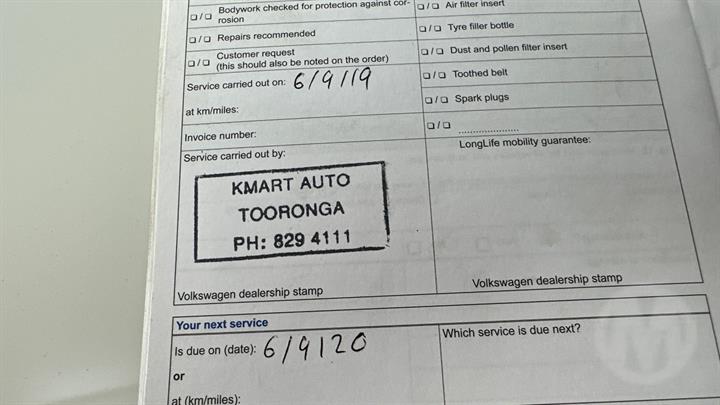 Bodywork checked for protection against cor-
❑ / ❑ rosion
❑ / ❑ Repairs recommended
❑ / ❑ Customer request
(this should also be noted on the order)
Service carried out on: 6/9/19
at km/miles:
Invoice number:
Service carried out by:
KMART AUTO
TOORONGA
PH: 829 4111
Volkswagen dealership stamp
❑ / ❑ Air filter insert
❑ / ❑ Tyre filler bottle
❑ / ❑ Dust and pollen filter insert
❑ / ❑ Toothed belt
❑ / ❑ Spark plugs
❑ / ❑ .....................
LongLife mobility guarantee:
Volkswagen dealership stamp
Your next service
Is due on (date): 6/9/20
or
at (km/miles):
Which service is due next?
M